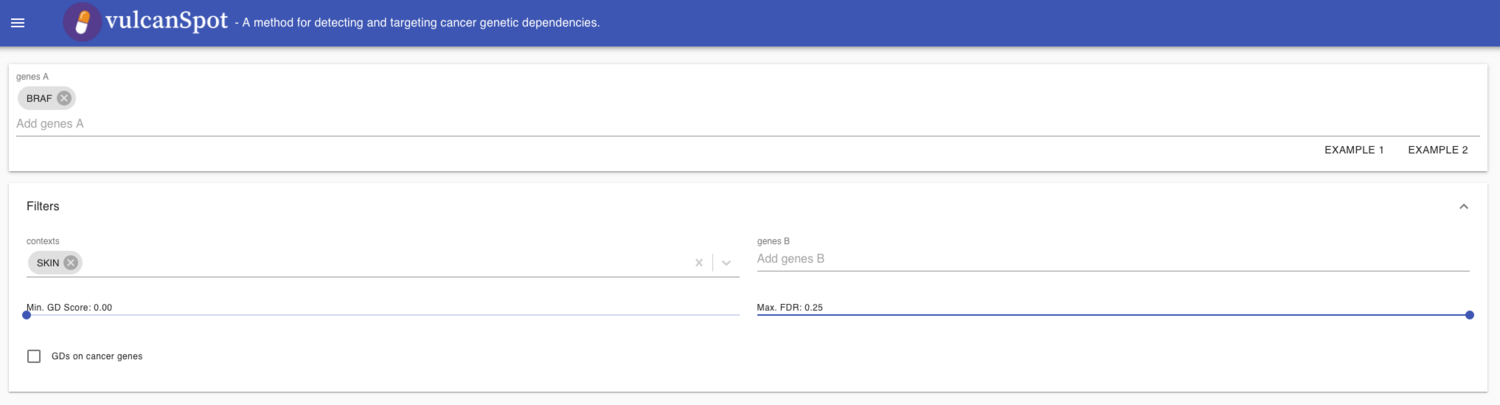 vulcanSpot - A method for detecting and targeting cancer genetic dependencies.
genes A
BRAF
Add genes A
EXAMPLE 1 EXAMPLE 2
Filters
contexts genes B
SKIN Add genes B
Min. GD Score: 0.00 Max. FDR: 0.25
GDs on cancer genes